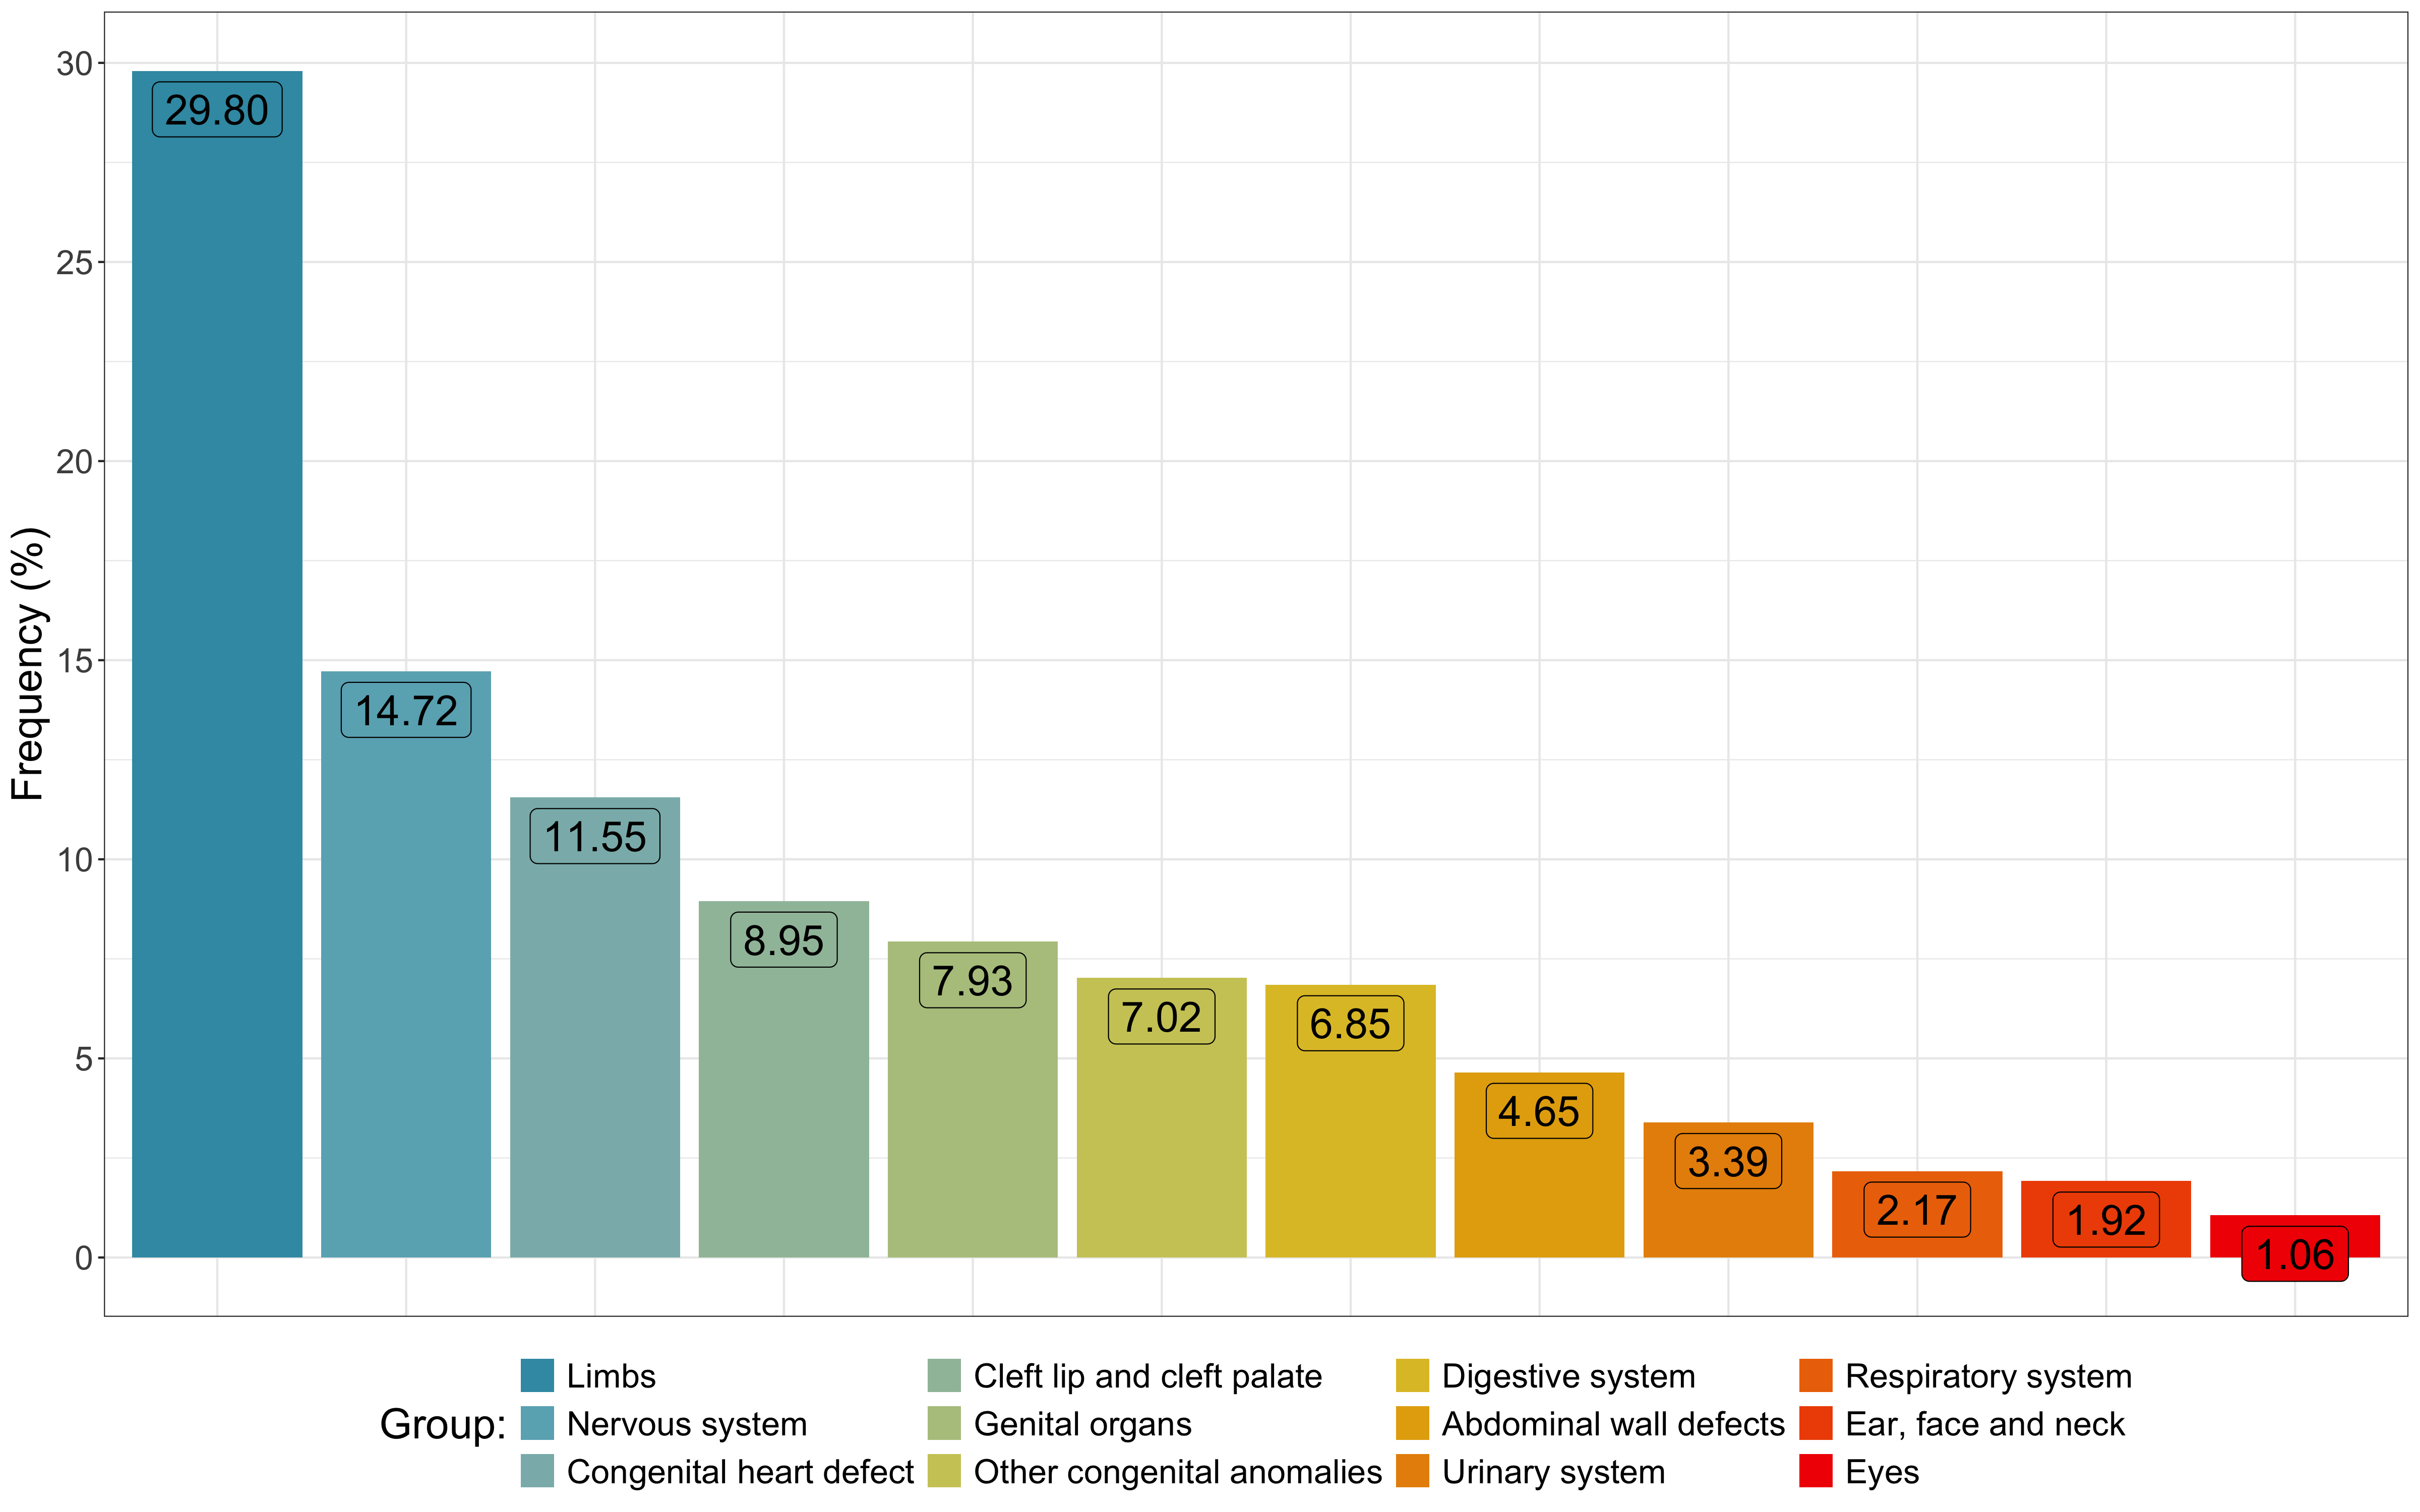 Frequency (%)
30
25
20
15
10
5
0
29.80
14.72
11.55
8.95
7.93
7.02
6.85
4.65
3.39
2.17
1.92
1.06
Group:
Limbs
Nervous system
Congenital heart defect
Cleft lip and cleft palate
Genital organs
Other congenital anomalies
Digestive system
Abdominal wall defects
Urinary system
Respiratory system
Ear, face and neck
Eyes